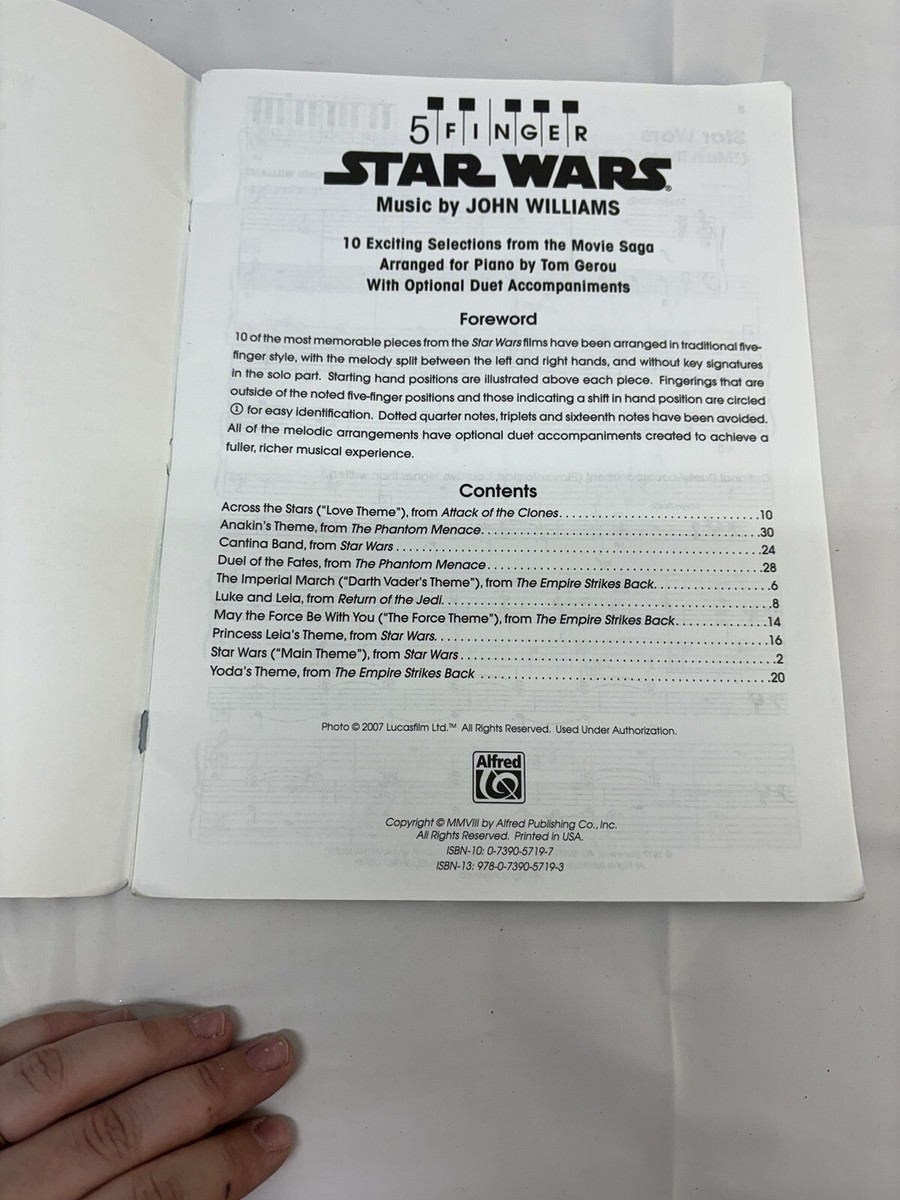 5 FINGER
STAR WARS®
Music by JOHN WILLIAMS
10 Exciting Selections from the Movie Saga
Arranged for Piano by Tom Gerou
With Optional Duet Accompaniments
Foreword
10 of the most memorable pieces from the Star Wars films have been arranged in traditional five-
finger style, with the melody split between the left and right hands, and without key signatures
in the solo part. Starting hand positions are illustrated above each piece. Fingerings that are
outside of the noted five-finger positions and those indicating a shift in hand position are circled
① for easy identification. Dotted quarter notes, triplets and sixteenth notes have been avoided.
All of the melodic arrangements have optional duet accompaniments created to achieve a
fuller, richer musical experience.
Contents
Across the Stars ("Love Theme"), from Attack of the Clones. . . . . . . . . . . . . . . . . . . . . . . . . . . . . .10
Anakin's Theme, from The Phantom Menace. . . . . . . . . . . . . . . . . . . . . . . . . . . . . . . . . . . . . . . . . .30
Cantina Band, from Star Wars . . . . . . . . . . . . . . . . . . . . . . . . . . . . . . . . . . . . . . . . . . . . . . . . . . . . . .24
Duel of the Fates, from The Phantom Menace . . . . . . . . . . . . . . . . . . . . . . . . . . . . . . . . . . . . . . . . .28
The Imperial March ("Darth Vader's Theme"), from The Empire Strikes Back. . . . . . . . . . . . . . . . . .6
Luke and Leia, from Return of the Jedi. . . . . . . . . . . . . . . . . . . . . . . . . . . . . . . . . . . . . . . . . . . . . . . . .8
May the Force Be With You ("The Force Theme"), from The Empire Strikes Back. . . . . . . . . . . . . .14
Princess Leia's Theme, from Star Wars. . . . . . . . . . . . . . . . . . . . . . . . . . . . . . . . . . . . . . . . . . . . . . . . .16
Star Wars ("Main Theme"), from Star Wars . . . . . . . . . . . . . . . . . . . . . . . . . . . . . . . . . . . . . . . . . . . . . .2
Yoda's Theme, from The Empire Strikes Back . . . . . . . . . . . . . . . . . . . . . . . . . . . . . . . . . . . . . . . . . . .20
Photo © 2007 Lucasfilm Ltd.™ All Rights Reserved. Used Under Authorization.
Alfred
Copyright © MMVIII by Alfred Publishing Co., Inc.
All Rights Reserved. Printed in USA.
ISBN-10: 0-7390-5719-7
ISBN-13: 978-0-7390-5719-3